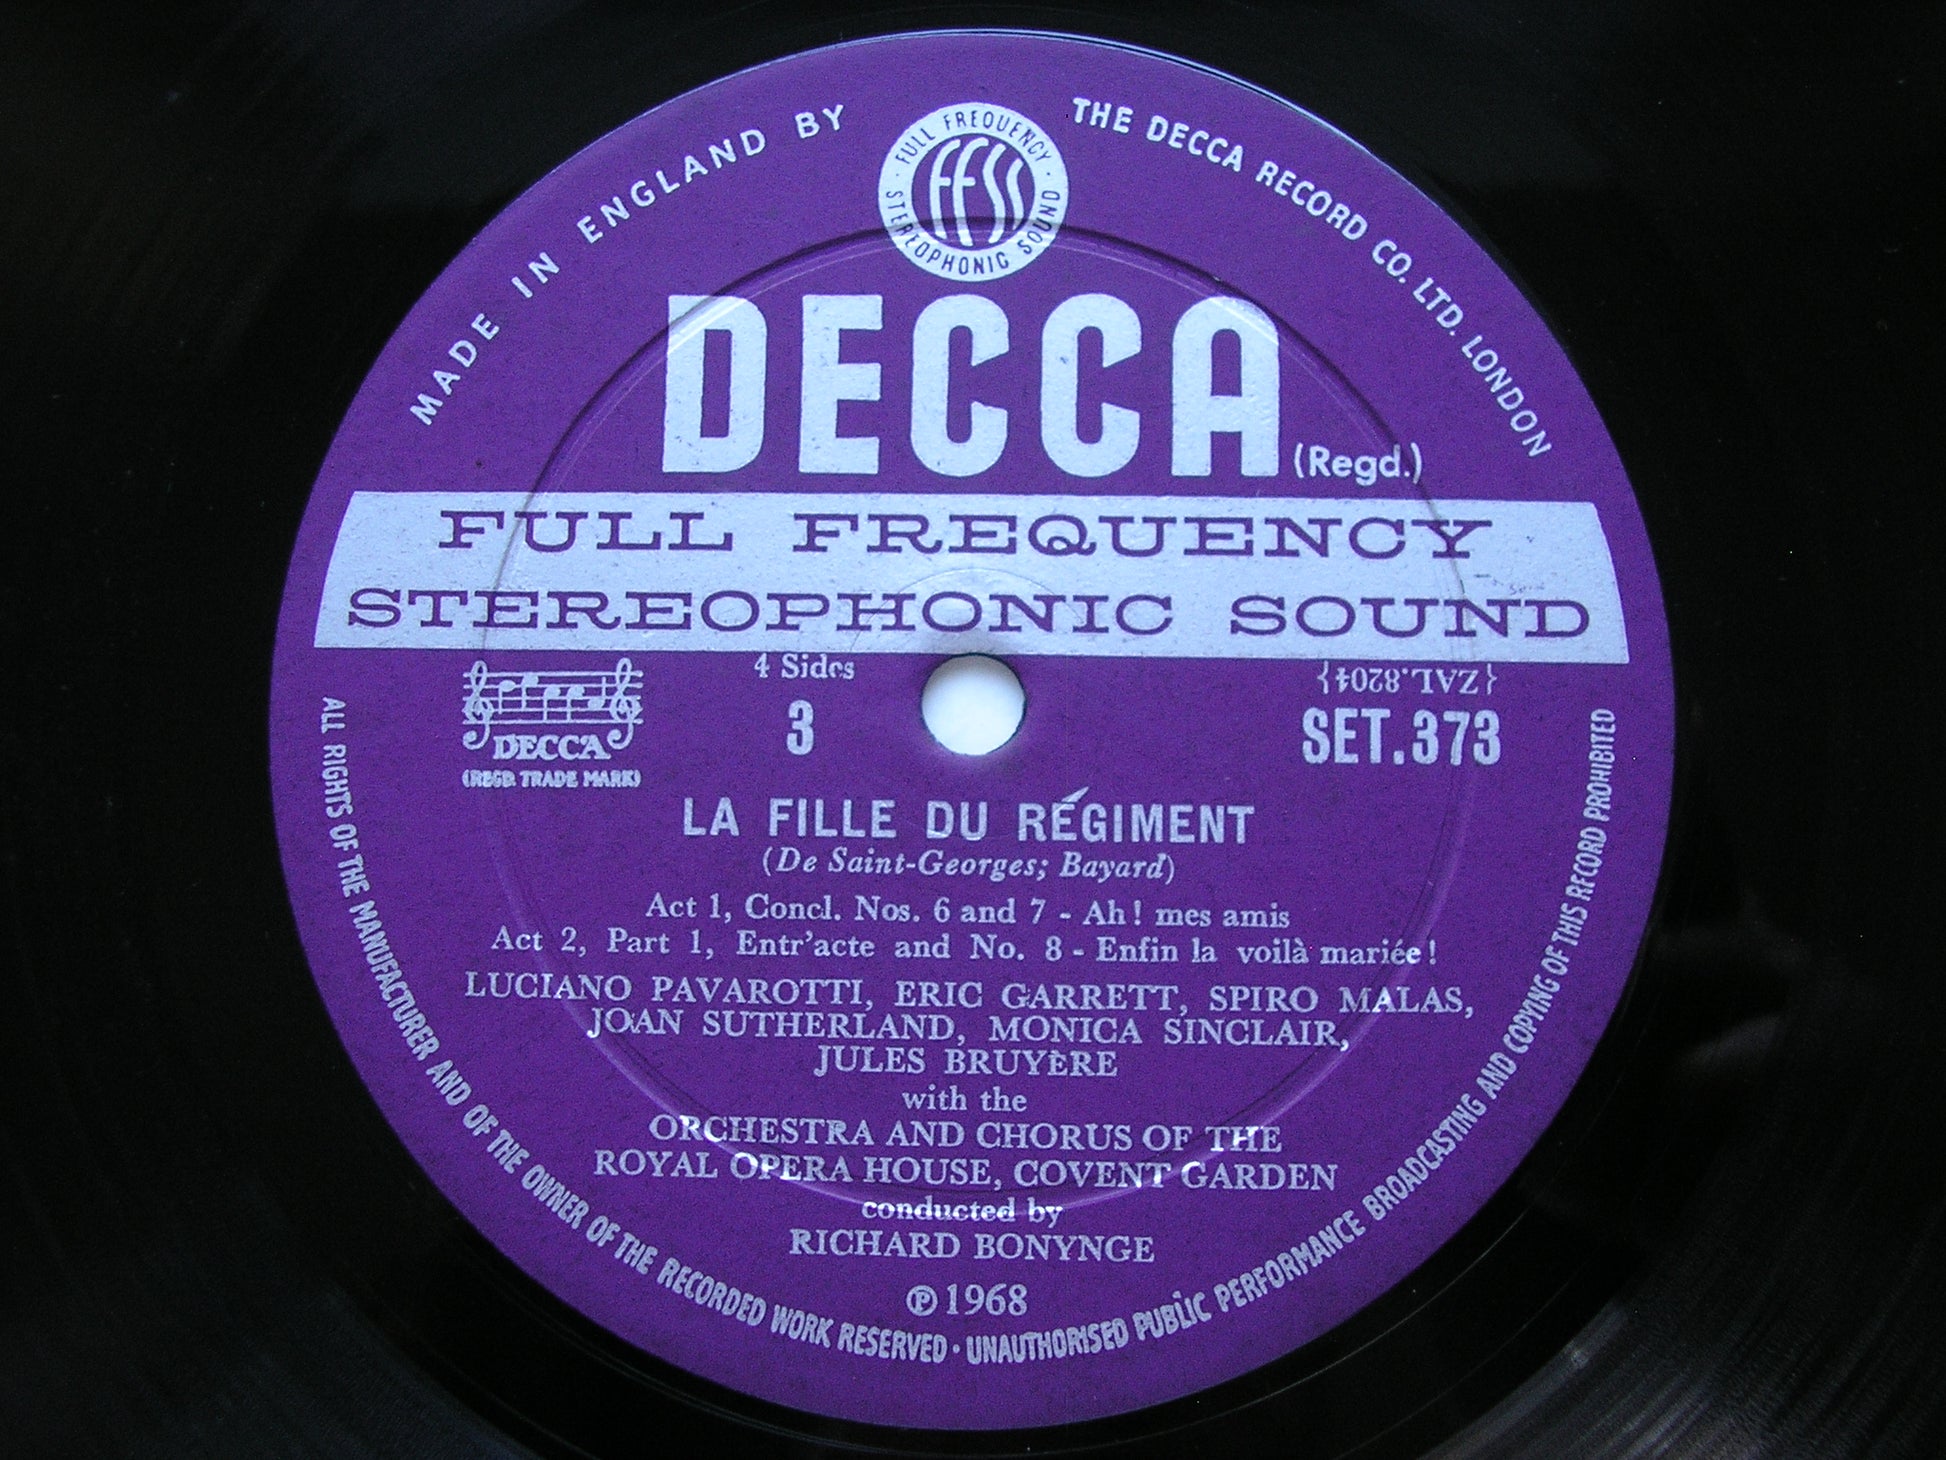 MADE IN ENGLAND BY
THE DECCA RECORD CO. LTD. LONDON
FULL FREQUENCY
FFSS
STEREOPHONIC SOUND
DECCA (Regd.)
FULL FREQUENCY
STEREOPHONIC SOUND
DECCA
(REGD. TRADE MARK)
4 Sides
3
{ZAL.8204}
SET.373
LA FILLE DU RÉGIMENT
(De Saint-Georges; Bayard)
Act 1, Concl. Nos. 6 and 7 - Ah! mes amis
Act 2, Part 1, Entr'acte and No. 8 - Enfin la voilà mariée!
LUCIANO PAVAROTTI, ERIC GARRETT, SPIRO MALAS,
JOAN SUTHERLAND, MONICA SINCLAIR,
JULES BRUYÈRE
with the
ORCHESTRA AND CHORUS OF THE
ROYAL OPERA HOUSE, COVENT GARDEN
conducted by
RICHARD BONYNGE
℗ 1968
ALL RIGHTS OF THE MANUFACTURER AND OF THE OWNER OF THE RECORDED WORK RESERVED · UNAUTHORISED PUBLIC PERFORMANCE BROADCASTING AND COPYING OF THIS RECORD PROHIBITED